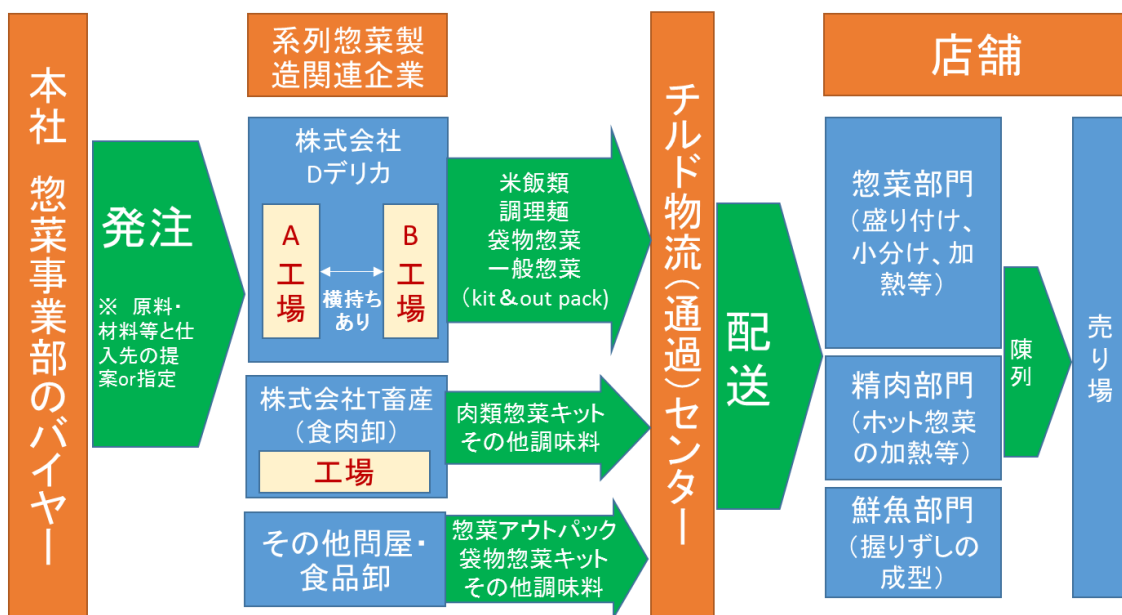 本社 惣菜事業部のバイヤー
発注
※ 原料・
材料等と仕
入先の提
案or指定
系列惣菜製
造関連企業
株式会社
Dデリカ
A工場
B工場
横持ち
あり
株式会社T畜産
（食肉卸）
工場
その他問屋・
食品卸
米飯類
調理麺
袋物惣菜
一般惣菜
（kit＆out pack)
肉類惣菜キット
その他調味料
惣菜アウトパック
袋物惣菜キット
その他調味料
チルド物流（通過）センター
配送
店舗
惣菜部門
（盛り付け、
小分け、加
熱等）
精肉部門
（ホット惣菜
の加熱等）
鮮魚部門
（握りずしの
成型）
陳列
売り場